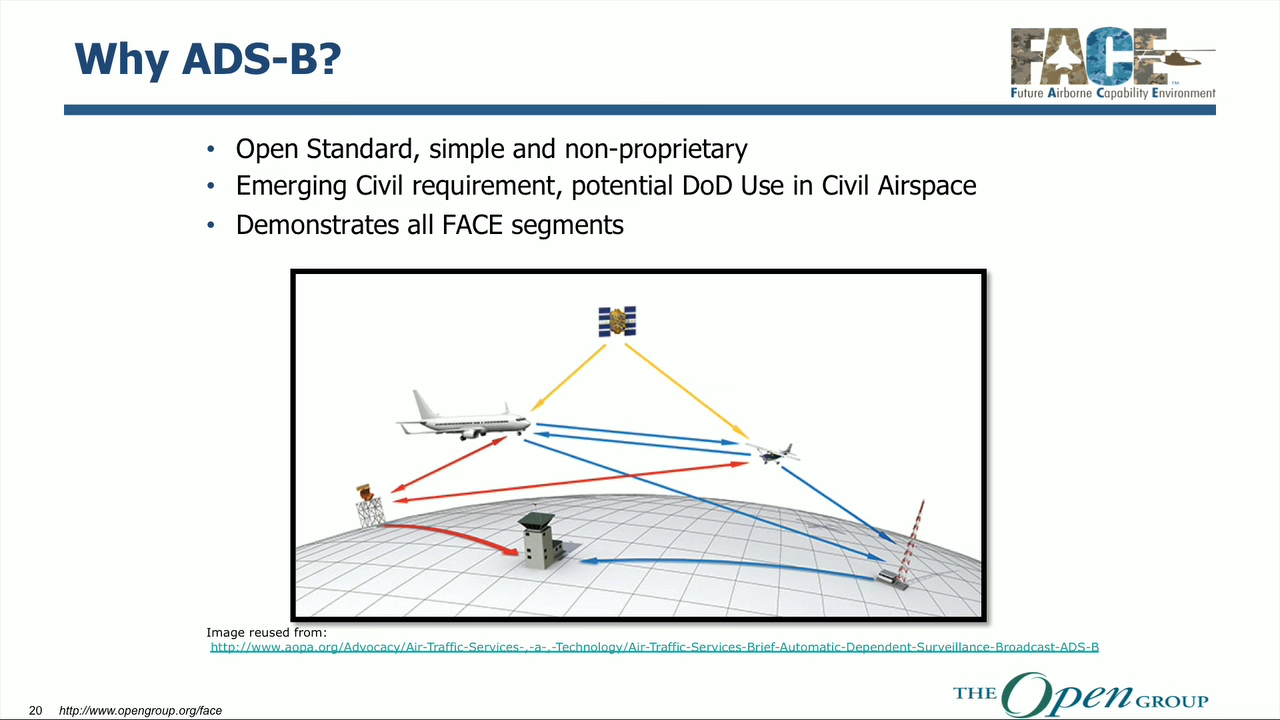 Why ADS-B?
FACE™
Future Airborne Capability Environment
• Open Standard, simple and non-proprietary
• Emerging Civil requirement, potential DoD Use in Civil Airspace
• Demonstrates all FACE segments
Image reused from:
http://www.aopa.org/Advocacy/Air-Traffic-Services-,-a-,-Technology/Air-Traffic-Services-Brief-Automatic-Dependent-Surveillance-Broadcast-ADS-B
20 http://www.opengroup.org/face
THE Open GROUP